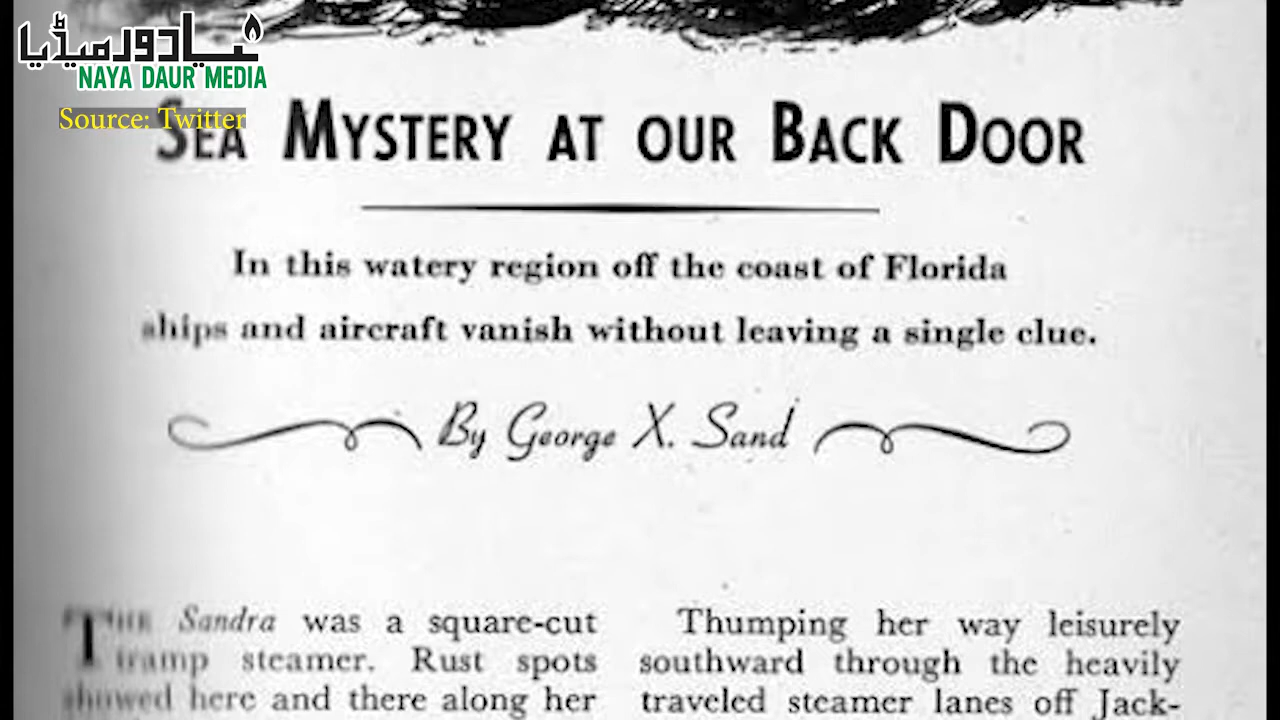 نیا دور میڈیا
NAYA DAUR MEDIA
Source: Twitter
SEA MYSTERY AT OUR BACK DOOR
In this watery region off the coast of Florida
ships and aircraft vanish without leaving a single clue.
By George X. Sand
THE Sandra was a square-cut
tramp steamer. Rust spots
showed here and there along her
Thumping her way leisurely
southward through the heavily
traveled steamer lanes off Jack-